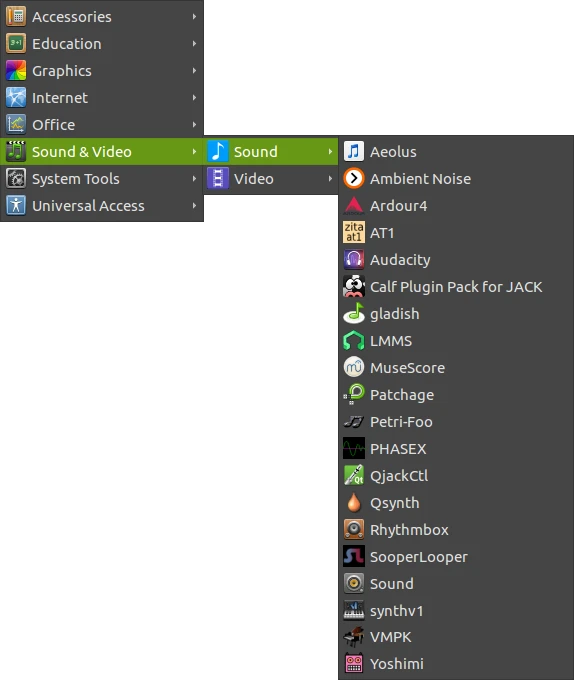 Accessories
Education
Graphics
Internet
Office
Sound & Video
System Tools
Universal Access
Sound
Video
Aeolus
Ambient Noise
Ardour4
zita
at1
AT1
Audacity
Calf Plugin Pack for JACK
gladish
LMMS
MuseScore
Patchage
Petri-Foo
PHASEX
Qt
QjackCtl
Qsynth
Rhythmbox
SooperLooper
Sound
synthv1
VMPK
Yoshimi